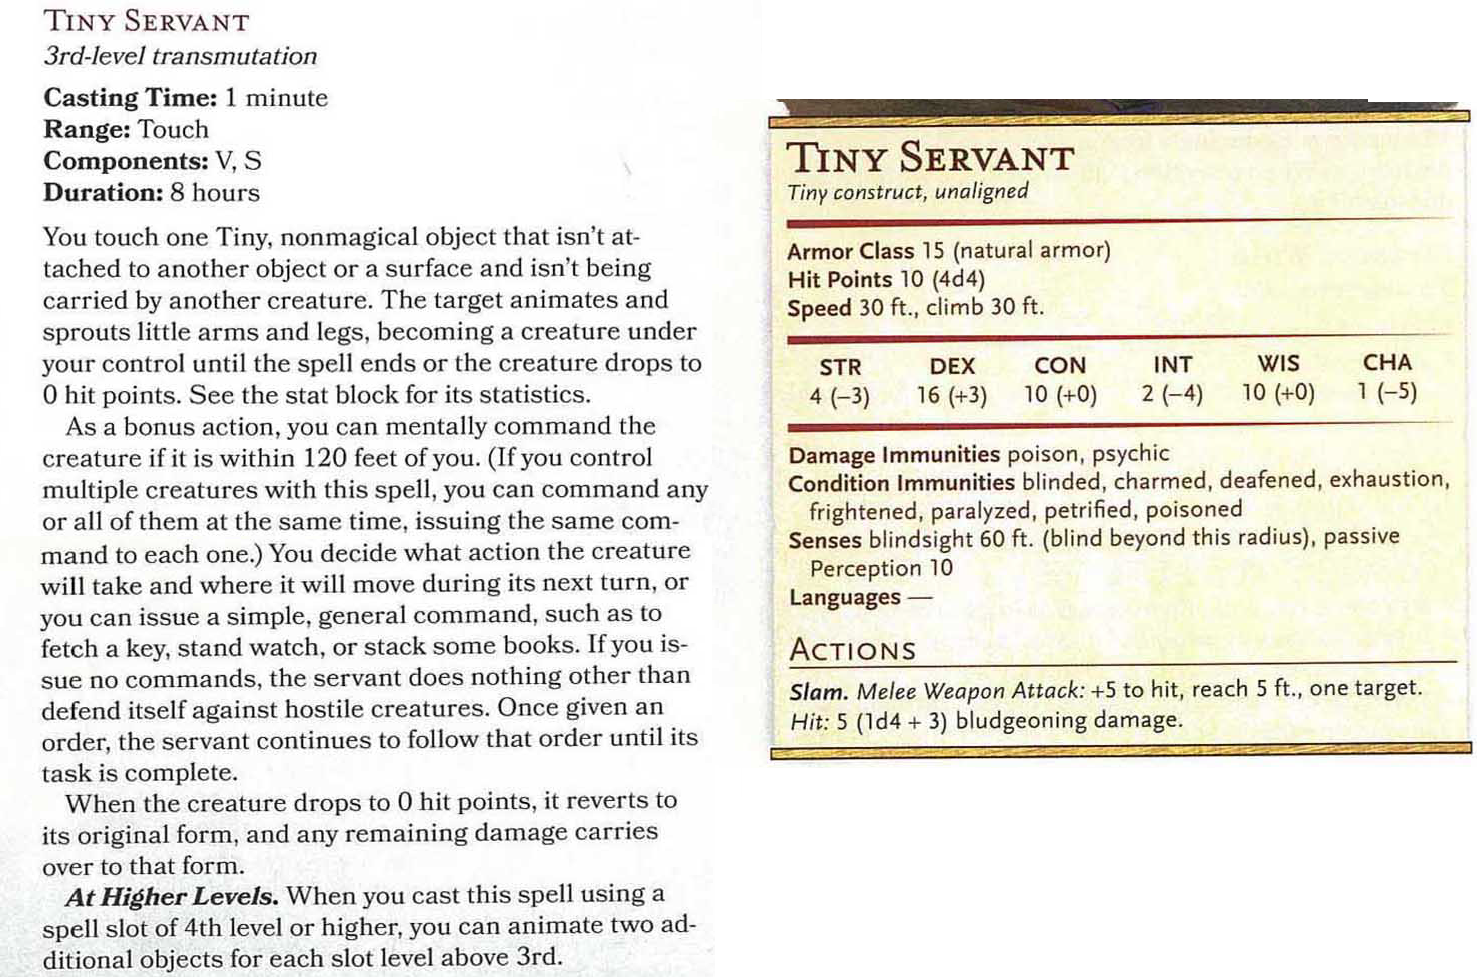 TINY SERVANT
3rd-level transmutation
Casting Time: 1 minute
Range: Touch
Components: V, S
Duration: 8 hours
You touch one Tiny, nonmagical object that isn't at-
tached to another object or a surface and isn't being
carried by another creature. The target animates and
sprouts little arms and legs, becoming a creature under
your control until the spell ends or the creature drops to
0 hit points. See the stat block for its statistics.
As a bonus action, you can mentally command the
creature if it is within 120 feet of you. (If you control
multiple creatures with this spell, you can command any
or all of them at the same time, issuing the same com-
mand to each one.) You decide what action the creature
will take and where it will move during its next turn, or
you can issue a simple, general command, such as to
fetch a key, stand watch, or stack some books. If you is-
sue no commands, the servant does nothing other than
defend itself against hostile creatures. Once given an
order, the servant continues to follow that order until its
task is complete.
When the creature drops to 0 hit points, it reverts to
its original form, and any remaining damage carries
over to that form.
At Higher Levels. When you cast this spell using a
spell slot of 4th level or higher, you can animate two ad-
ditional objects for each slot level above 3rd.
TINY SERVANT
Tiny construct, unaligned
Armor Class 15 (natural armor)
Hit Points 10 (4d4)
Speed 30 ft., climb 30 ft.
STR DEX CON INT WIS CHA
4 (−3) 16 (+3) 10 (+0) 2 (−4) 10 (+0) 1 (−5)
Damage Immunities poison, psychic
Condition Immunities blinded, charmed, deafened, exhaustion,
frightened, paralyzed, petrified, poisoned
Senses blindsight 60 ft. (blind beyond this radius), passive
Perception 10
Languages —
ACTIONS
Slam. Melee Weapon Attack: +5 to hit, reach 5 ft., one target.
Hit: 5 (1d4 + 3) bludgeoning damage.